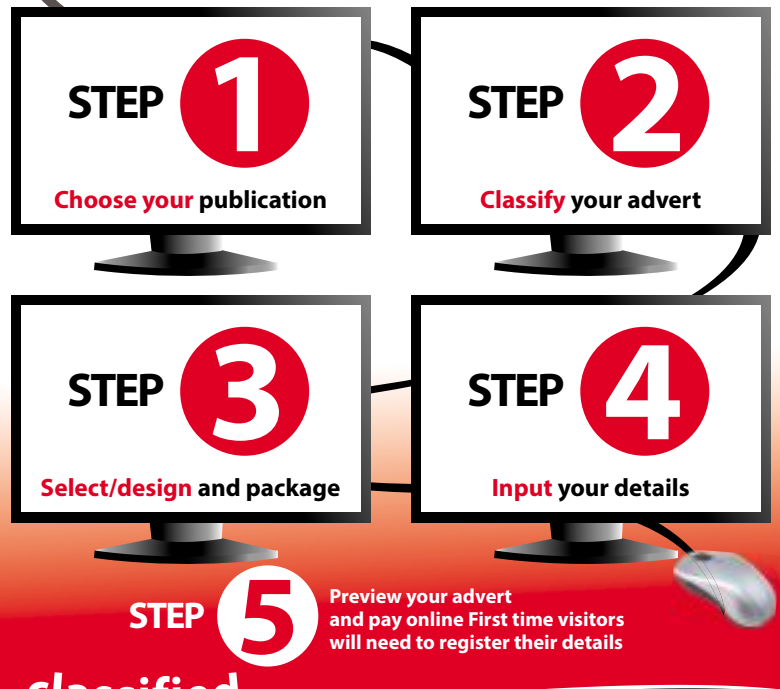 STEP 1
Choose your publication
STEP 2
Classify your advert
STEP 3
Select/design and package
STEP 4
Input your details
STEP 5
Preview your advert
and pay online First time visitors
will need to register their details
classified